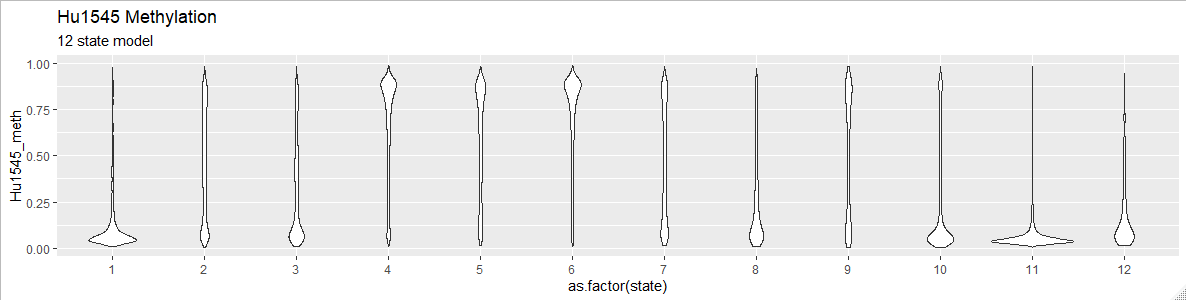 Hu1545 Methylation
12 state model
Hu1545_meth
1.00
0.75
0.50
0.25
0.00
1 2 3 4 5 6 7 8 9 10 11 12
as.factor(state)